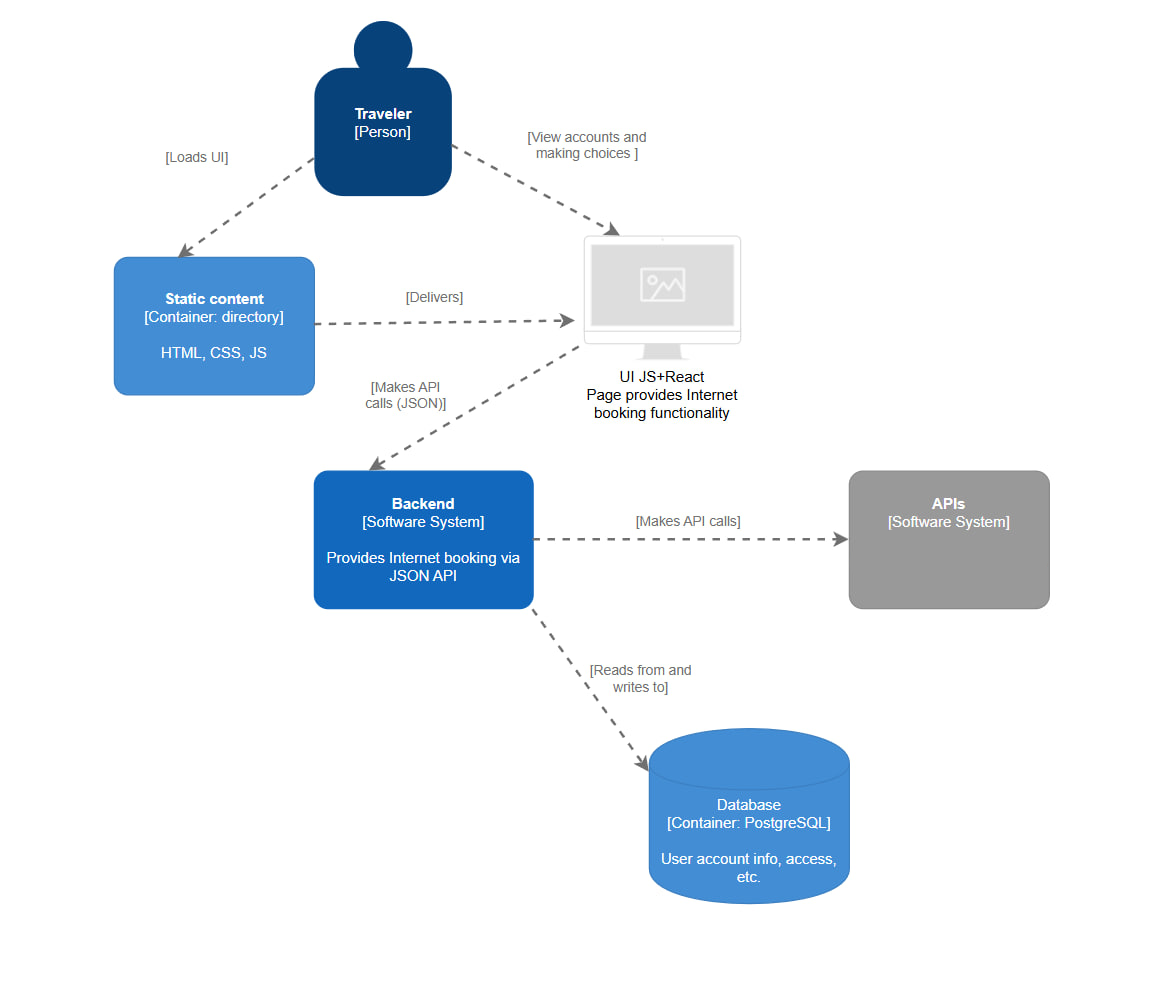 Traveler
[Person]
[Loads UI]
[View accounts and
making choices ]
Static content
[Container: directory]
HTML, CSS, JS
[Delivers]
UI JS+React
Page provides Internet
booking functionality
[Makes API
calls (JSON)]
Backend
[Software System]
Provides Internet booking via
JSON API
[Makes API calls]
APIs
[Software System]
[Reads from and
writes to]
Database
[Container: PostgreSQL]
User account info, access,
etc.